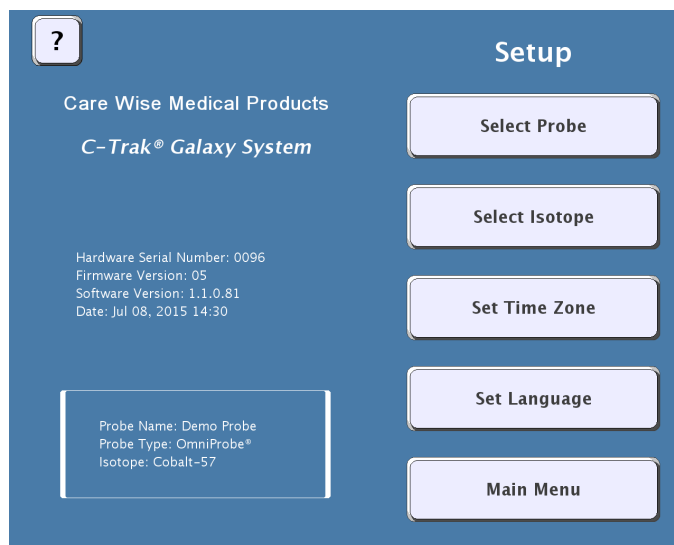 ?
Setup
Care Wise Medical Products
C-Trak® Galaxy System
Hardware Serial Number: 0096
Firmware Version: 05
Software Version: 1.1.0.81
Date: Jul 08, 2015 14:30
Probe Name: Demo Probe
Probe Type: OmniProbe®
Isotope: Cobalt-57
Select Probe
Select Isotope
Set Time Zone
Set Language
Main Menu